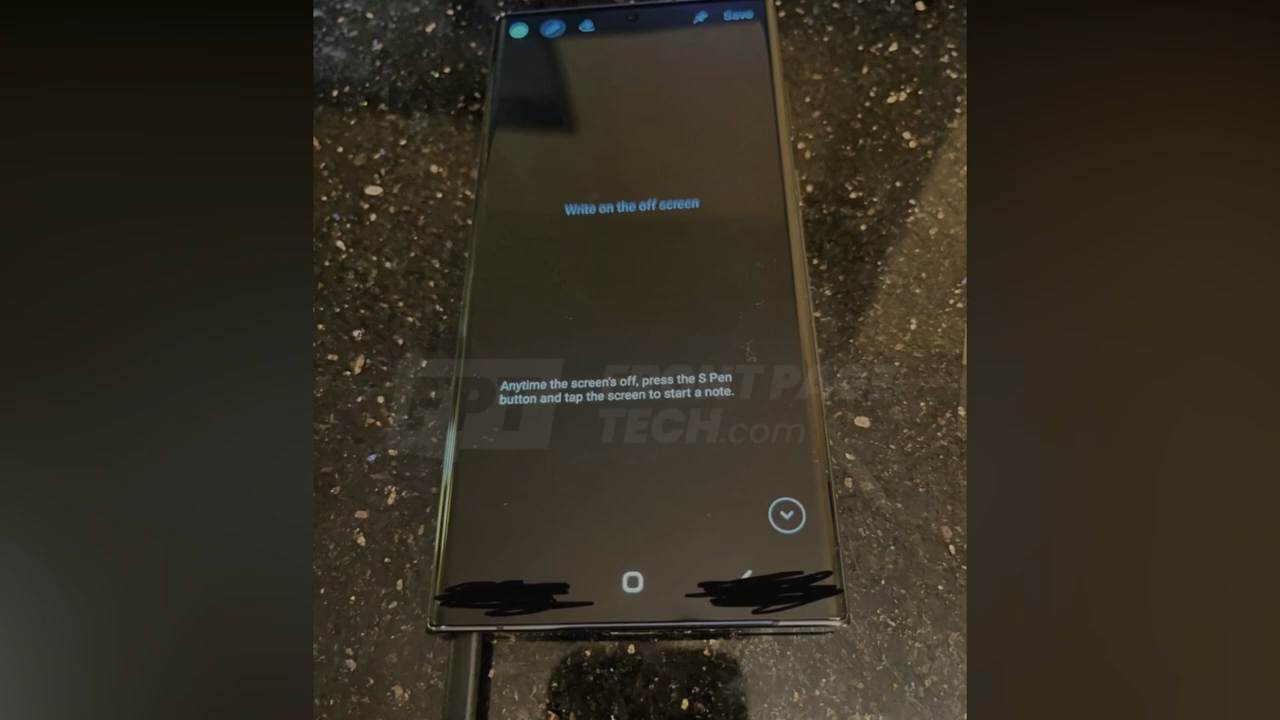 Save
Write on the off screen
Anytime the screen's off, press the S Pen
button and tap the screen to start a note.
FPT
FRONT PAGE
TECH.com